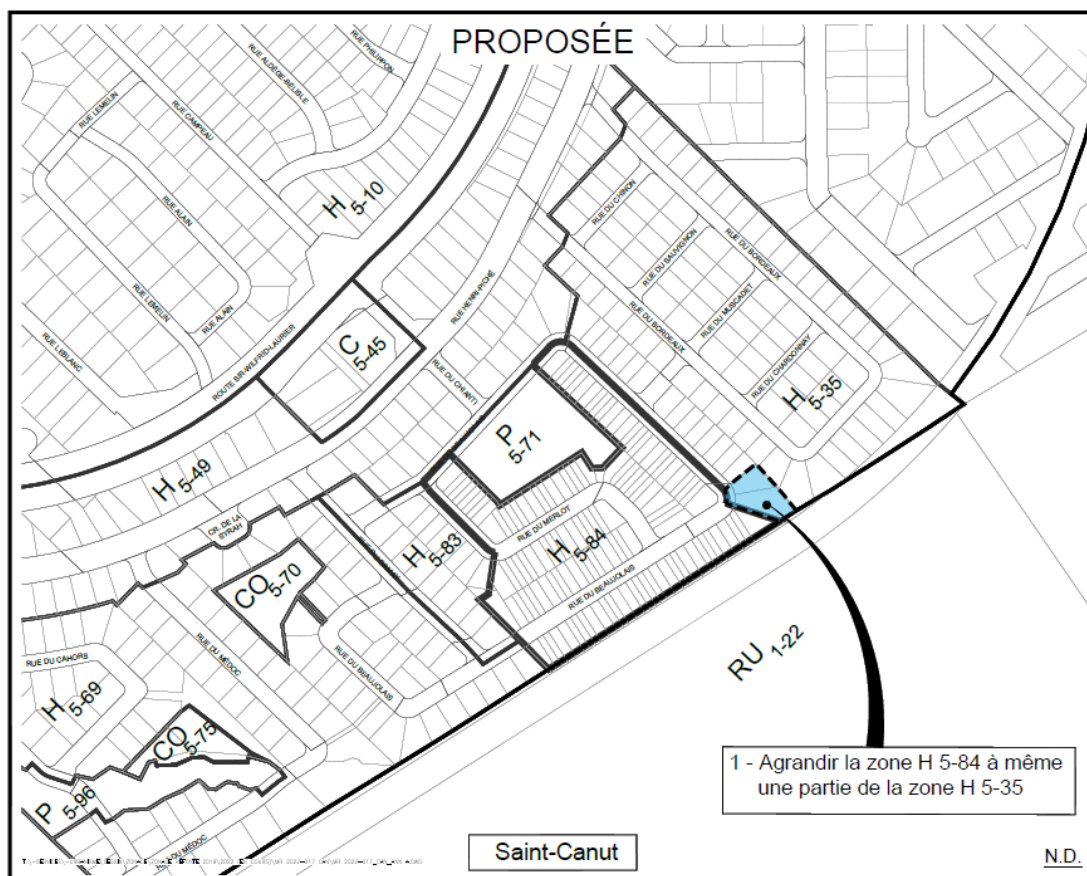 PROPOSÉE
RUE PHILIPPON
RUE ALDÈGE-BÉLISLE
RUE LEMELIN
RUE CAMPEAU
H 5-10
RUE ALAIN
RUE DU CHINON
RUE DU SAUVIGNON
RUE DU BORDEAUX
RUE HENRI-PICHÉ
RUE LEMELIN
RUE ALAIN
RUE DU MUSCADET
RUE DU BORDEAUX
RUE LEBLANC
ROUTE SIR-WILFRID-LAURIER
C 5-45
RUE DU CHIANTI
RUE DU CHARDONNAY
H 5-35
P 5-71
H 5-49
CR. DE LA
SYRAH
RUE DU MERLOT
H 5-83
H 5-84
CO 5-70
RUE DU BEAUJOLAIS
RUE DU MÉDOC
RUE DU CAHORS
RUE DU BEAUJOLAIS
RU 1-22
H 5-69
CO 5-75
1 - Agrandir la zone H 5-84 à même
une partie de la zone H 5-35
P 5-96
RUE DU MÉDOC
Saint-Canut
N.D.